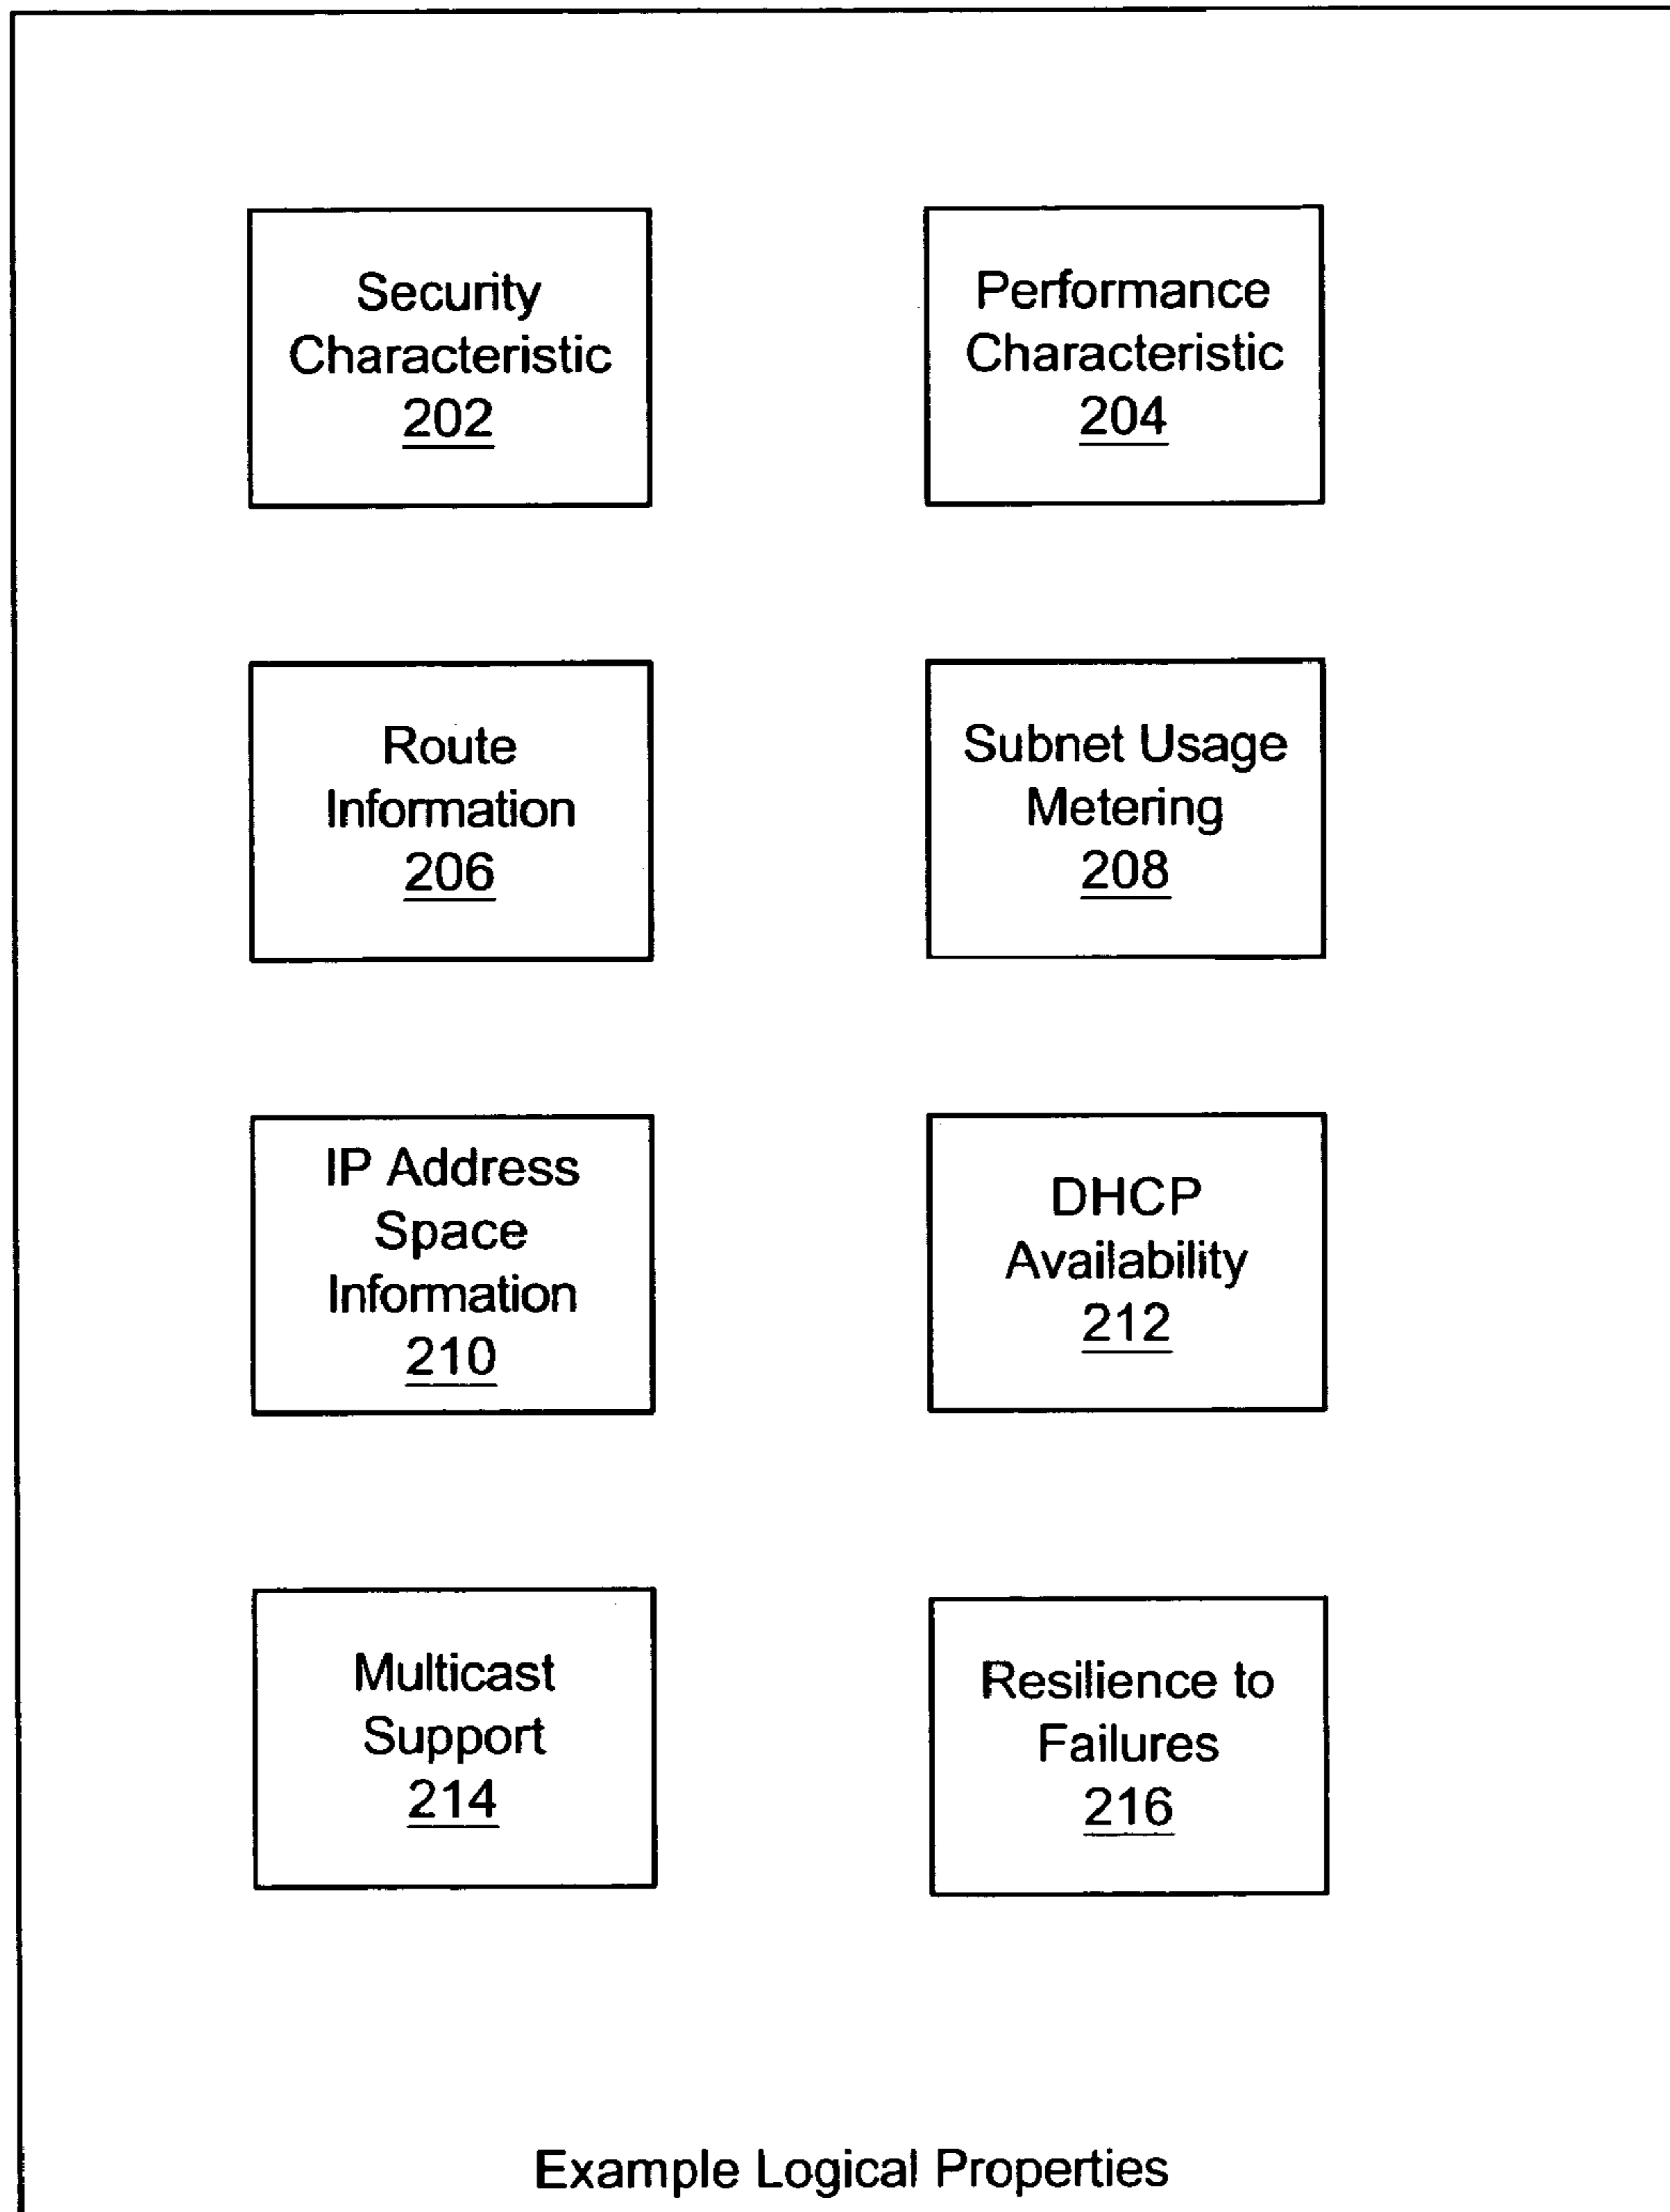 Security
Characteristic
202
Performance
Characteristic
204
Route
Information
206
Subnet Usage
Metering
208
IP Address
Space
Information
210
DHCP
Availability
212
Multicast
Support
214
Resilience to
Failures
216
Example Logical Properties